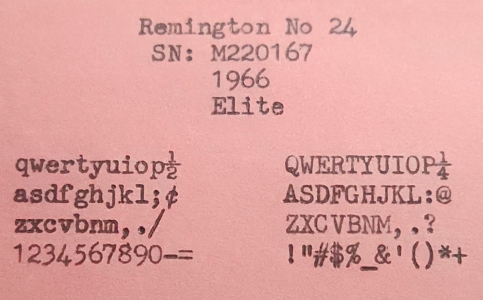 Remington No 24
SN: M220167
1966
Elite
qwertyuiop½ QWERTYUIOP¼
asdfghjkl;¢ ASDFGHJKL:@
zxcvbnm,./ ZXCVBNM,.?
1234567890-= !"#$%_&'()*+